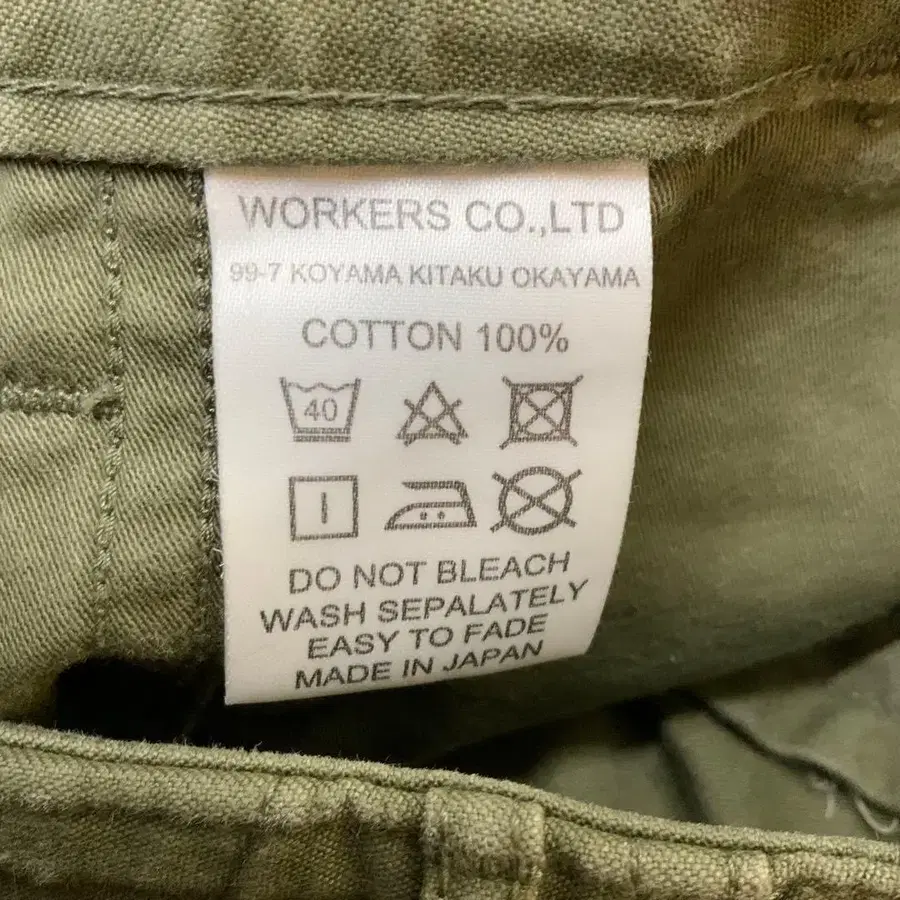 WORKERS CO.,LTD
99-7 KOYAMA KITAKU OKAYAMA
COTTON 100%
40
DO NOT BLEACH
WASH SEPALATELY
EASY TO FADE
MADE IN JAPAN